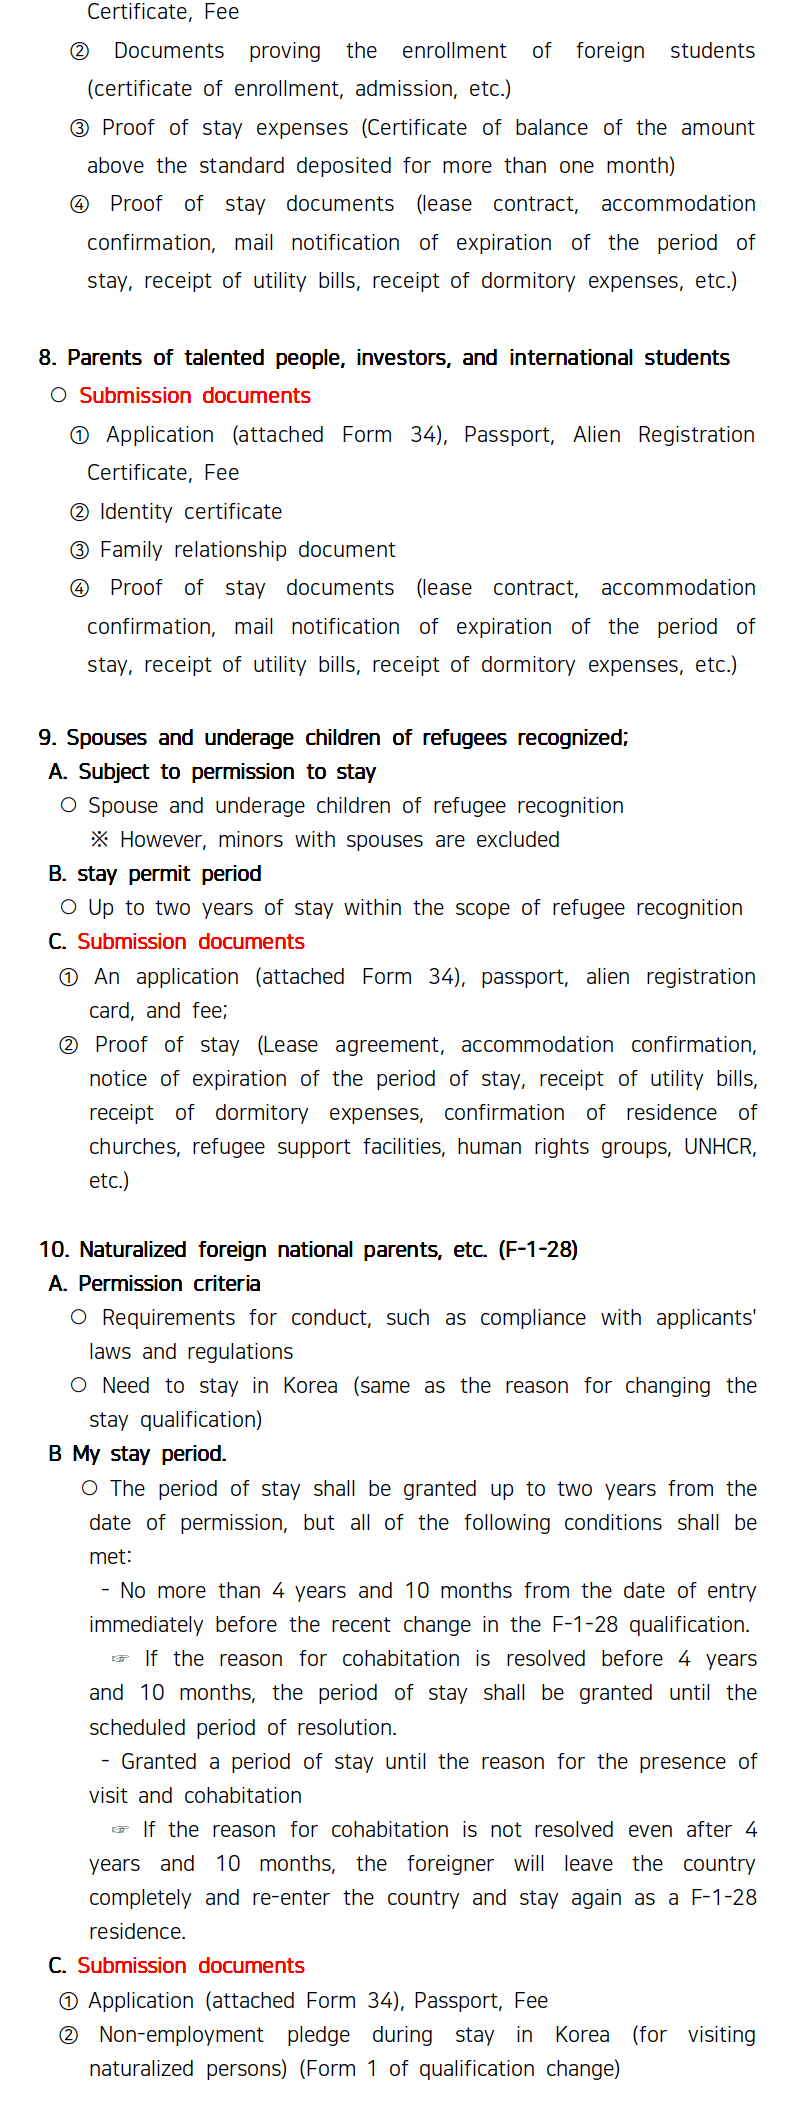 Certificate, Fee
② Documents proving the enrollment of foreign students
(certificate of enrollment, admission, etc.)
③ Proof of stay expenses (Certificate of balance of the amount
above the standard deposited for more than one month)
④ Proof of stay documents (lease contract, accommodation
confirmation, mail notification of expiration of the period of
stay, receipt of utility bills, receipt of dormitory expenses, etc.)
8. Parents of talented people, investors, and international students
○ Submission documents
① Application (attached Form 34), Passport, Alien Registration
Certificate, Fee
② Identity certificate
③ Family relationship document
④ Proof of stay documents (lease contract, accommodation
confirmation, mail notification of expiration of the period of
stay, receipt of utility bills, receipt of dormitory expenses, etc.)
9. Spouses and underage children of refugees recognized;
A. Subject to permission to stay
○ Spouse and underage children of refugee recognition
※ However, minors with spouses are excluded
B. stay permit period
○ Up to two years of stay within the scope of refugee recognition
C. Submission documents
① An application (attached Form 34), passport, alien registration
card, and fee;
② Proof of stay (Lease agreement, accommodation confirmation,
notice of expiration of the period of stay, receipt of utility bills,
receipt of dormitory expenses, confirmation of residence of
churches, refugee support facilities, human rights groups, UNHCR,
etc.)
10. Naturalized foreign national parents, etc. (F-1-28)
A. Permission criteria
○ Requirements for conduct, such as compliance with applicants'
laws and regulations
○ Need to stay in Korea (same as the reason for changing the
stay qualification)
B My stay period.
○ The period of stay shall be granted up to two years from the
date of permission, but all of the following conditions shall be
met:
- No more than 4 years and 10 months from the date of entry
immediately before the recent change in the F-1-28 qualification.
☞ If the reason for cohabitation is resolved before 4 years
and 10 months, the period of stay shall be granted until the
scheduled period of resolution.
- Granted a period of stay until the reason for the presence of
visit and cohabitation
☞ If the reason for cohabitation is not resolved even after 4
years and 10 months, the foreigner will leave the country
completely and re-enter the country and stay again as a F-1-28
residence.
C. Submission documents
① Application (attached Form 34), Passport, Fee
② Non-employment pledge during stay in Korea (for visiting
naturalized persons) (Form 1 of qualification change)